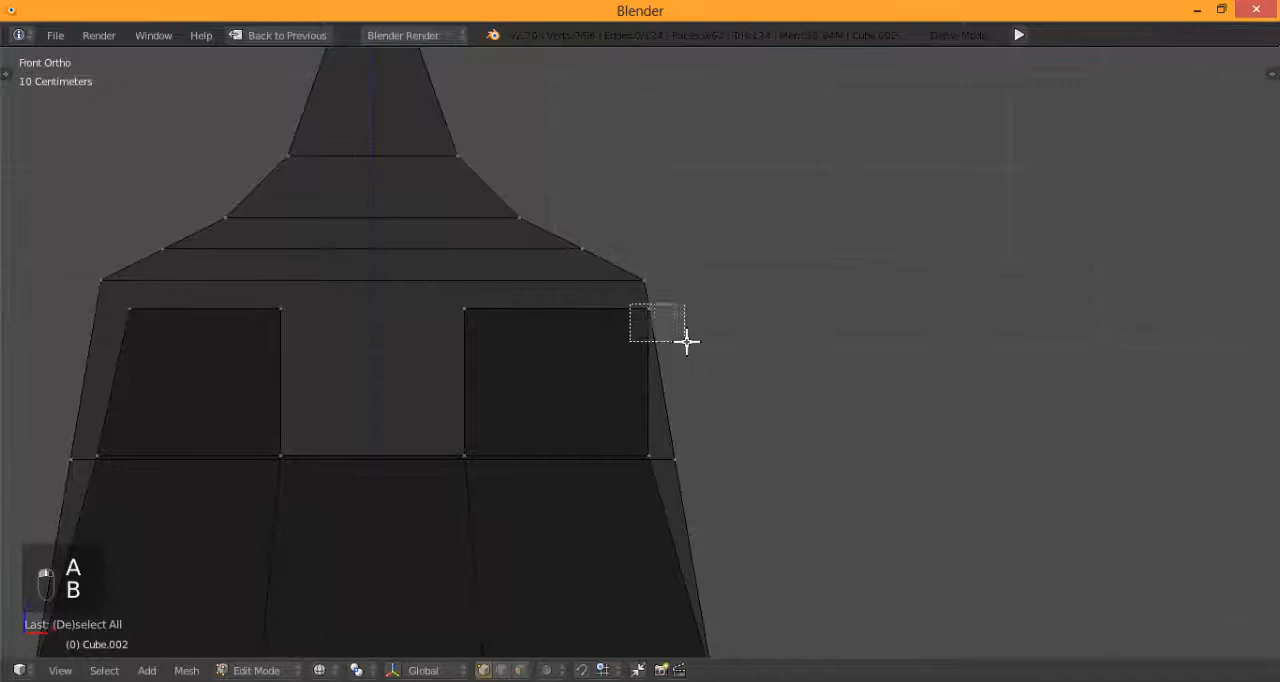 Blender
File Render Window Help Back to Previous Blender Render
Front Ortho
10 Centimeters
A
B
Last: (De)select All
(0) Cube.002
View Select Add Mesh Edit Mode Global